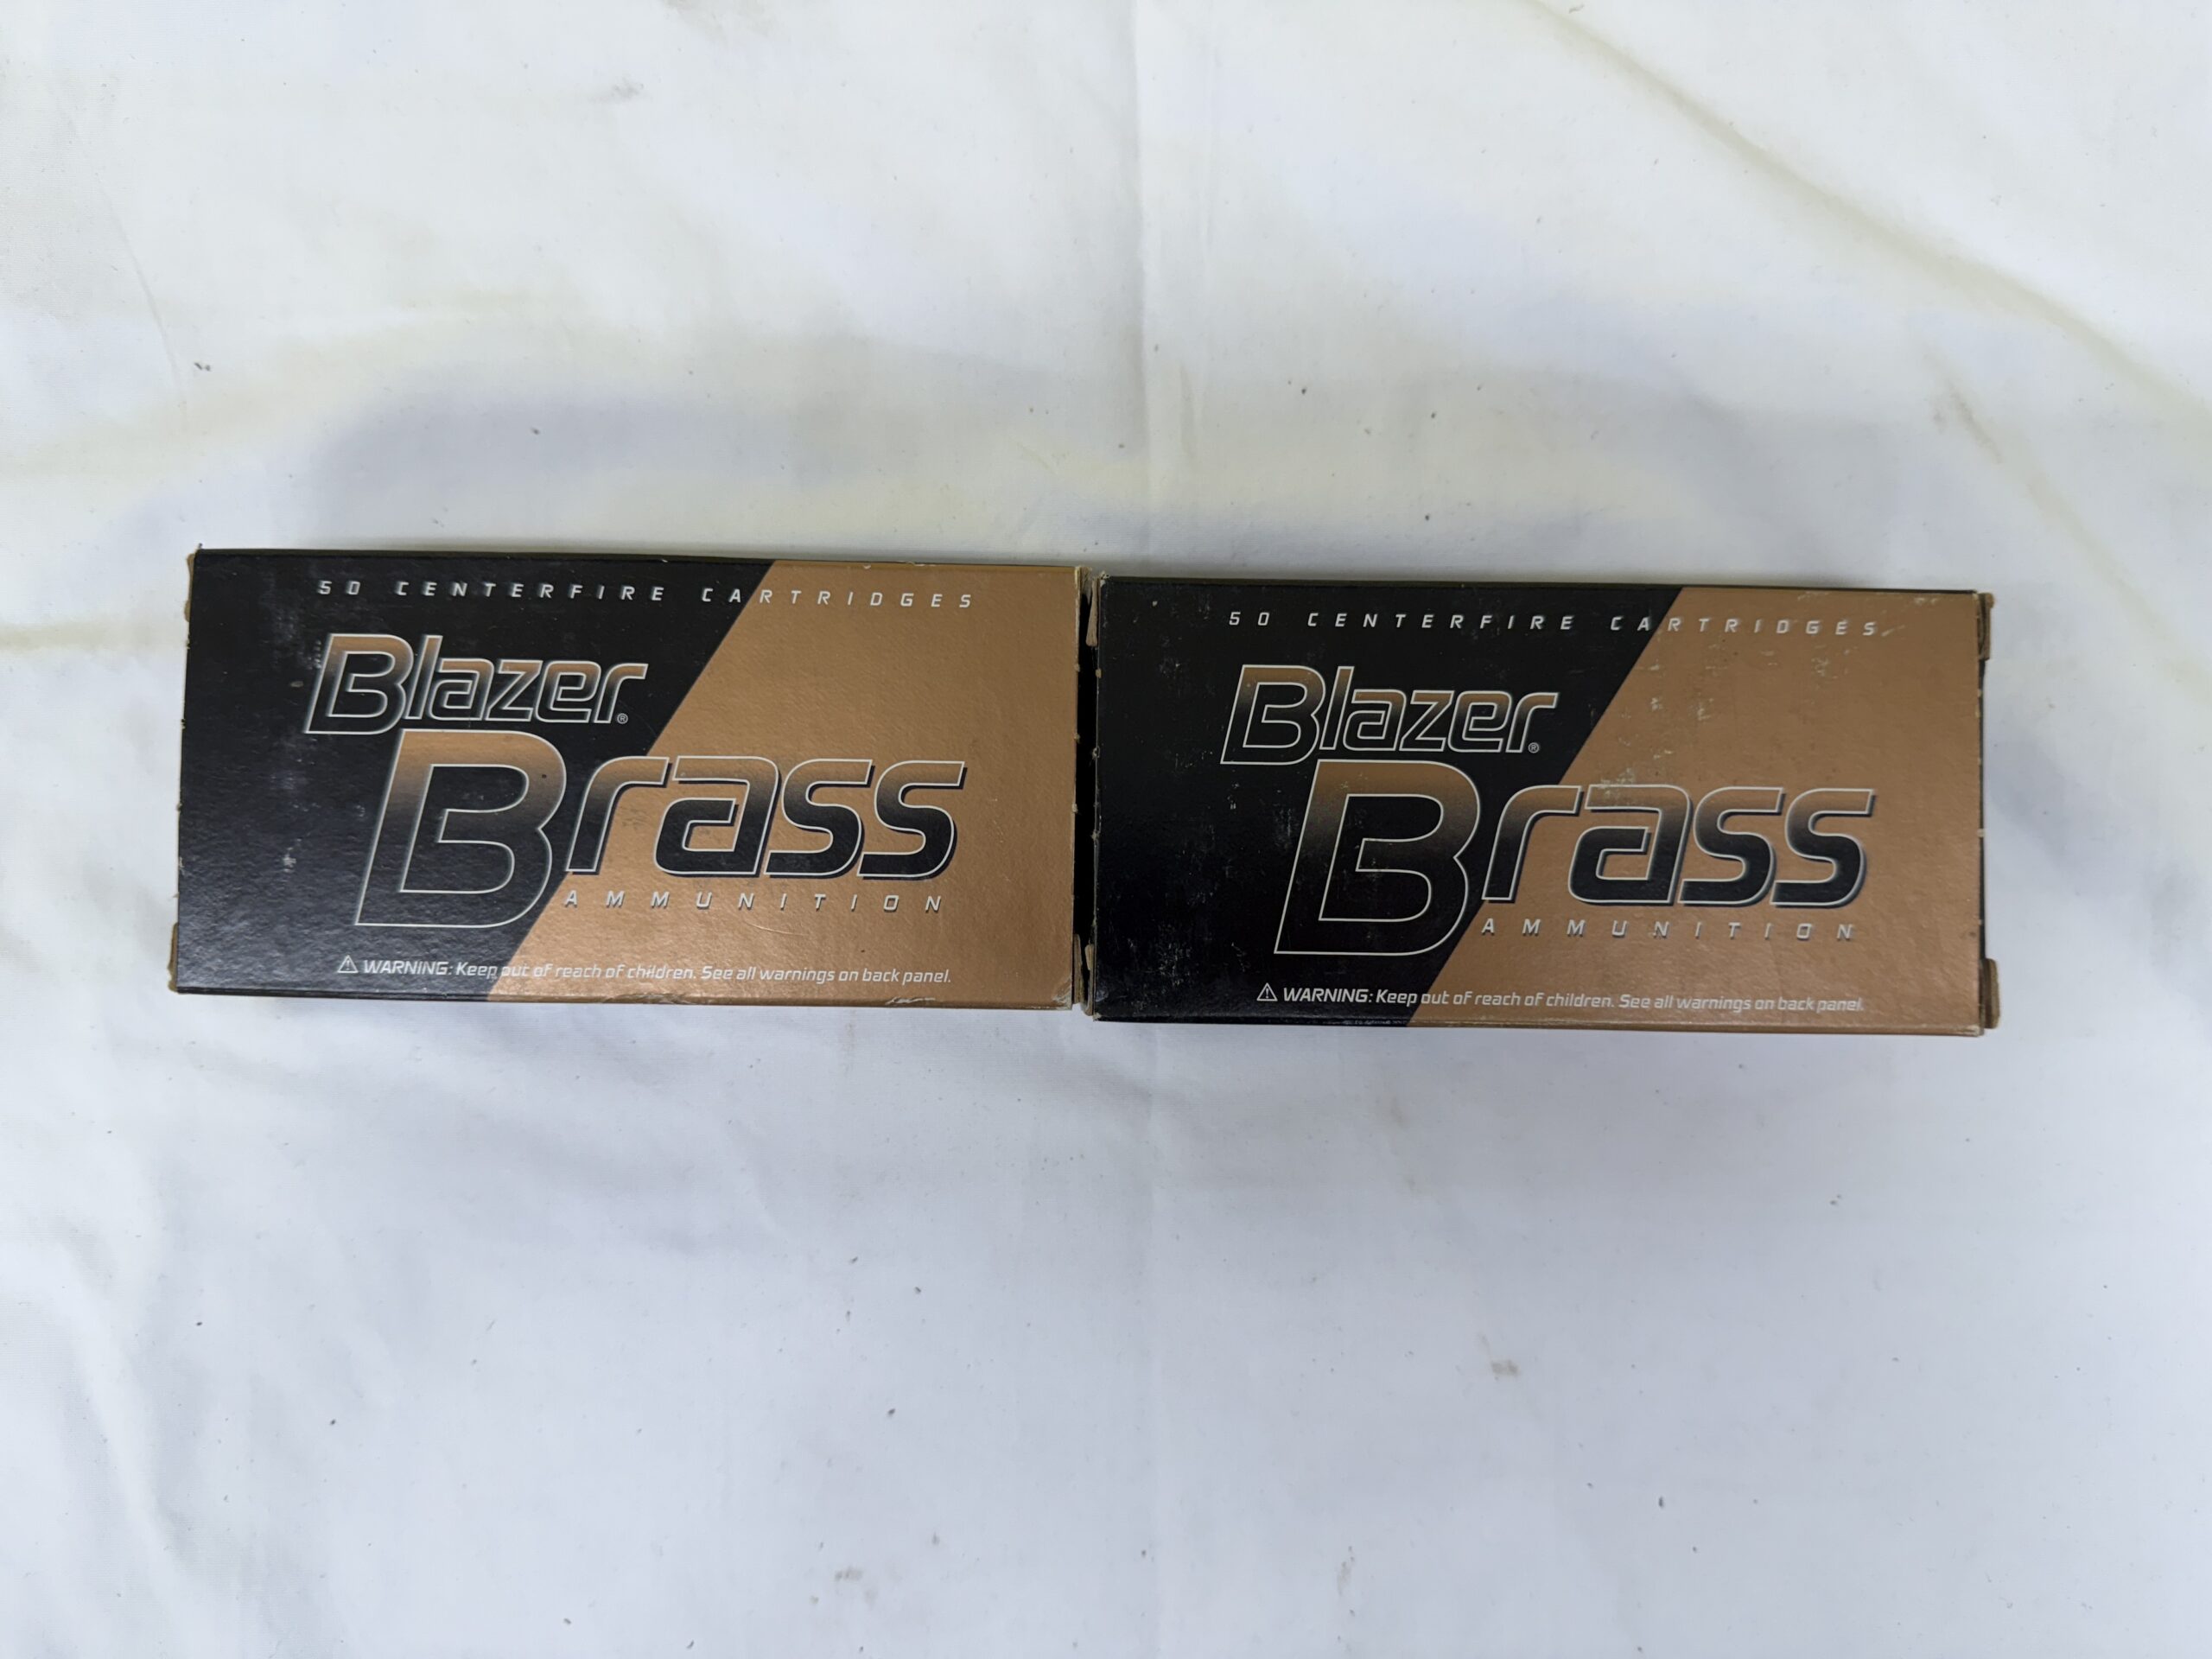 50 CENTERFIRE CARTRIDGES
Blazer®
Brass
AMMUNITION
⚠ WARNING: Keep out of reach of children. See all warnings on back panel.
50 CENTERFIRE CARTRIDGES
Blazer®
Brass
AMMUNITION
⚠ WARNING: Keep out of reach of children. See all warnings on back panel.